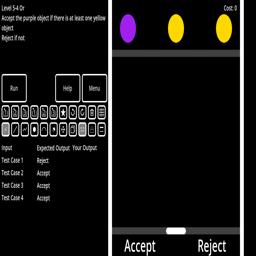 Level 5-4 Or
Accept the purple object if there is at least one yellow
object
Reject if not
Cost: 0
Run
Help
Menu
Input
Expected Output
Your Output
Test Case 1
Reject
Test Case 2
Accept
Test Case 3
Accept
Test Case 4
Accept
Accept
Reject